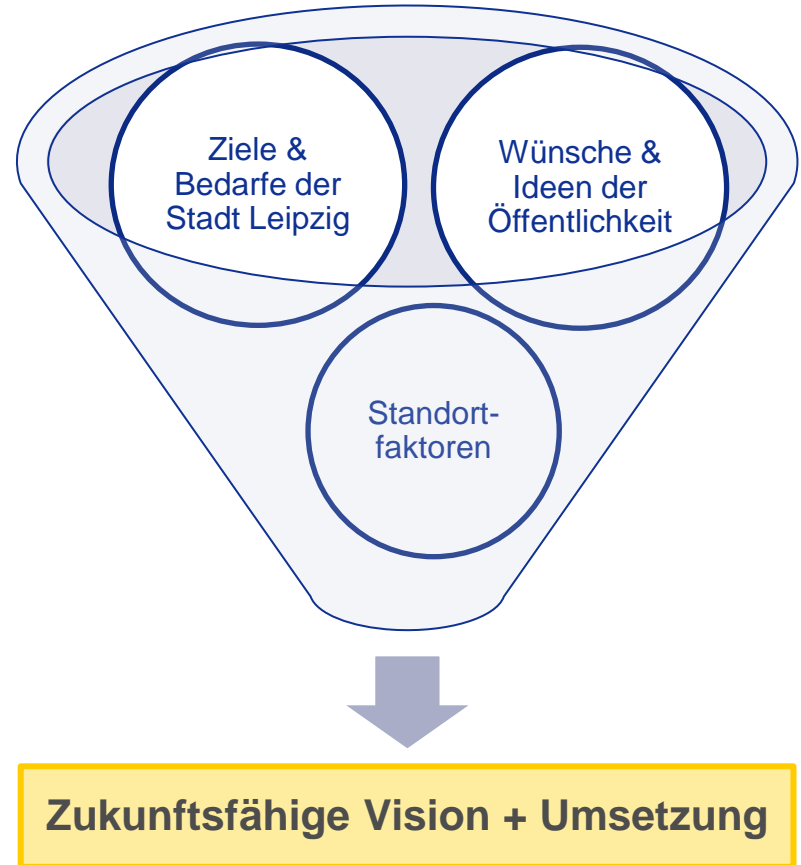 Ziele &
Bedarfe der
Stadt Leipzig
Wünsche &
Ideen der
Öffentlichkeit
Standort-
faktoren
Zukunftsfähige Vision + Umsetzung